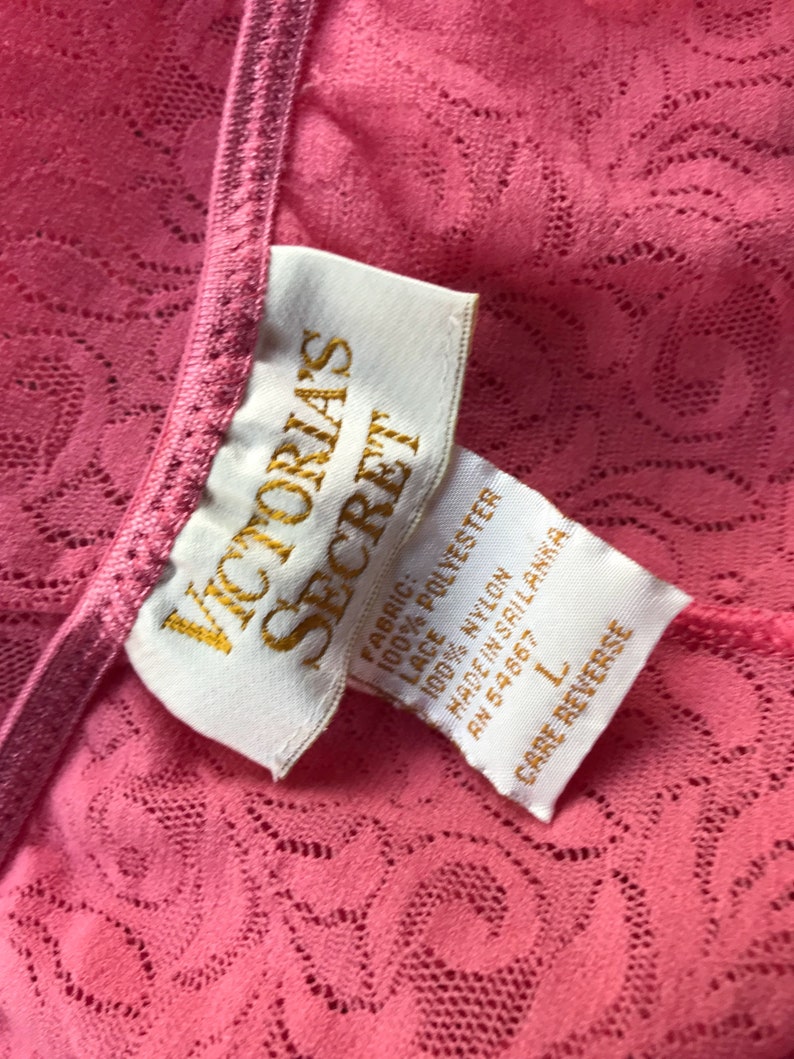 VICTORIA'S
SECRET
FABRIC:
100% POLYESTER
LACE
100% NYLON
MADE IN SRI LANKA
RN 54867
L
CARE REVERSE